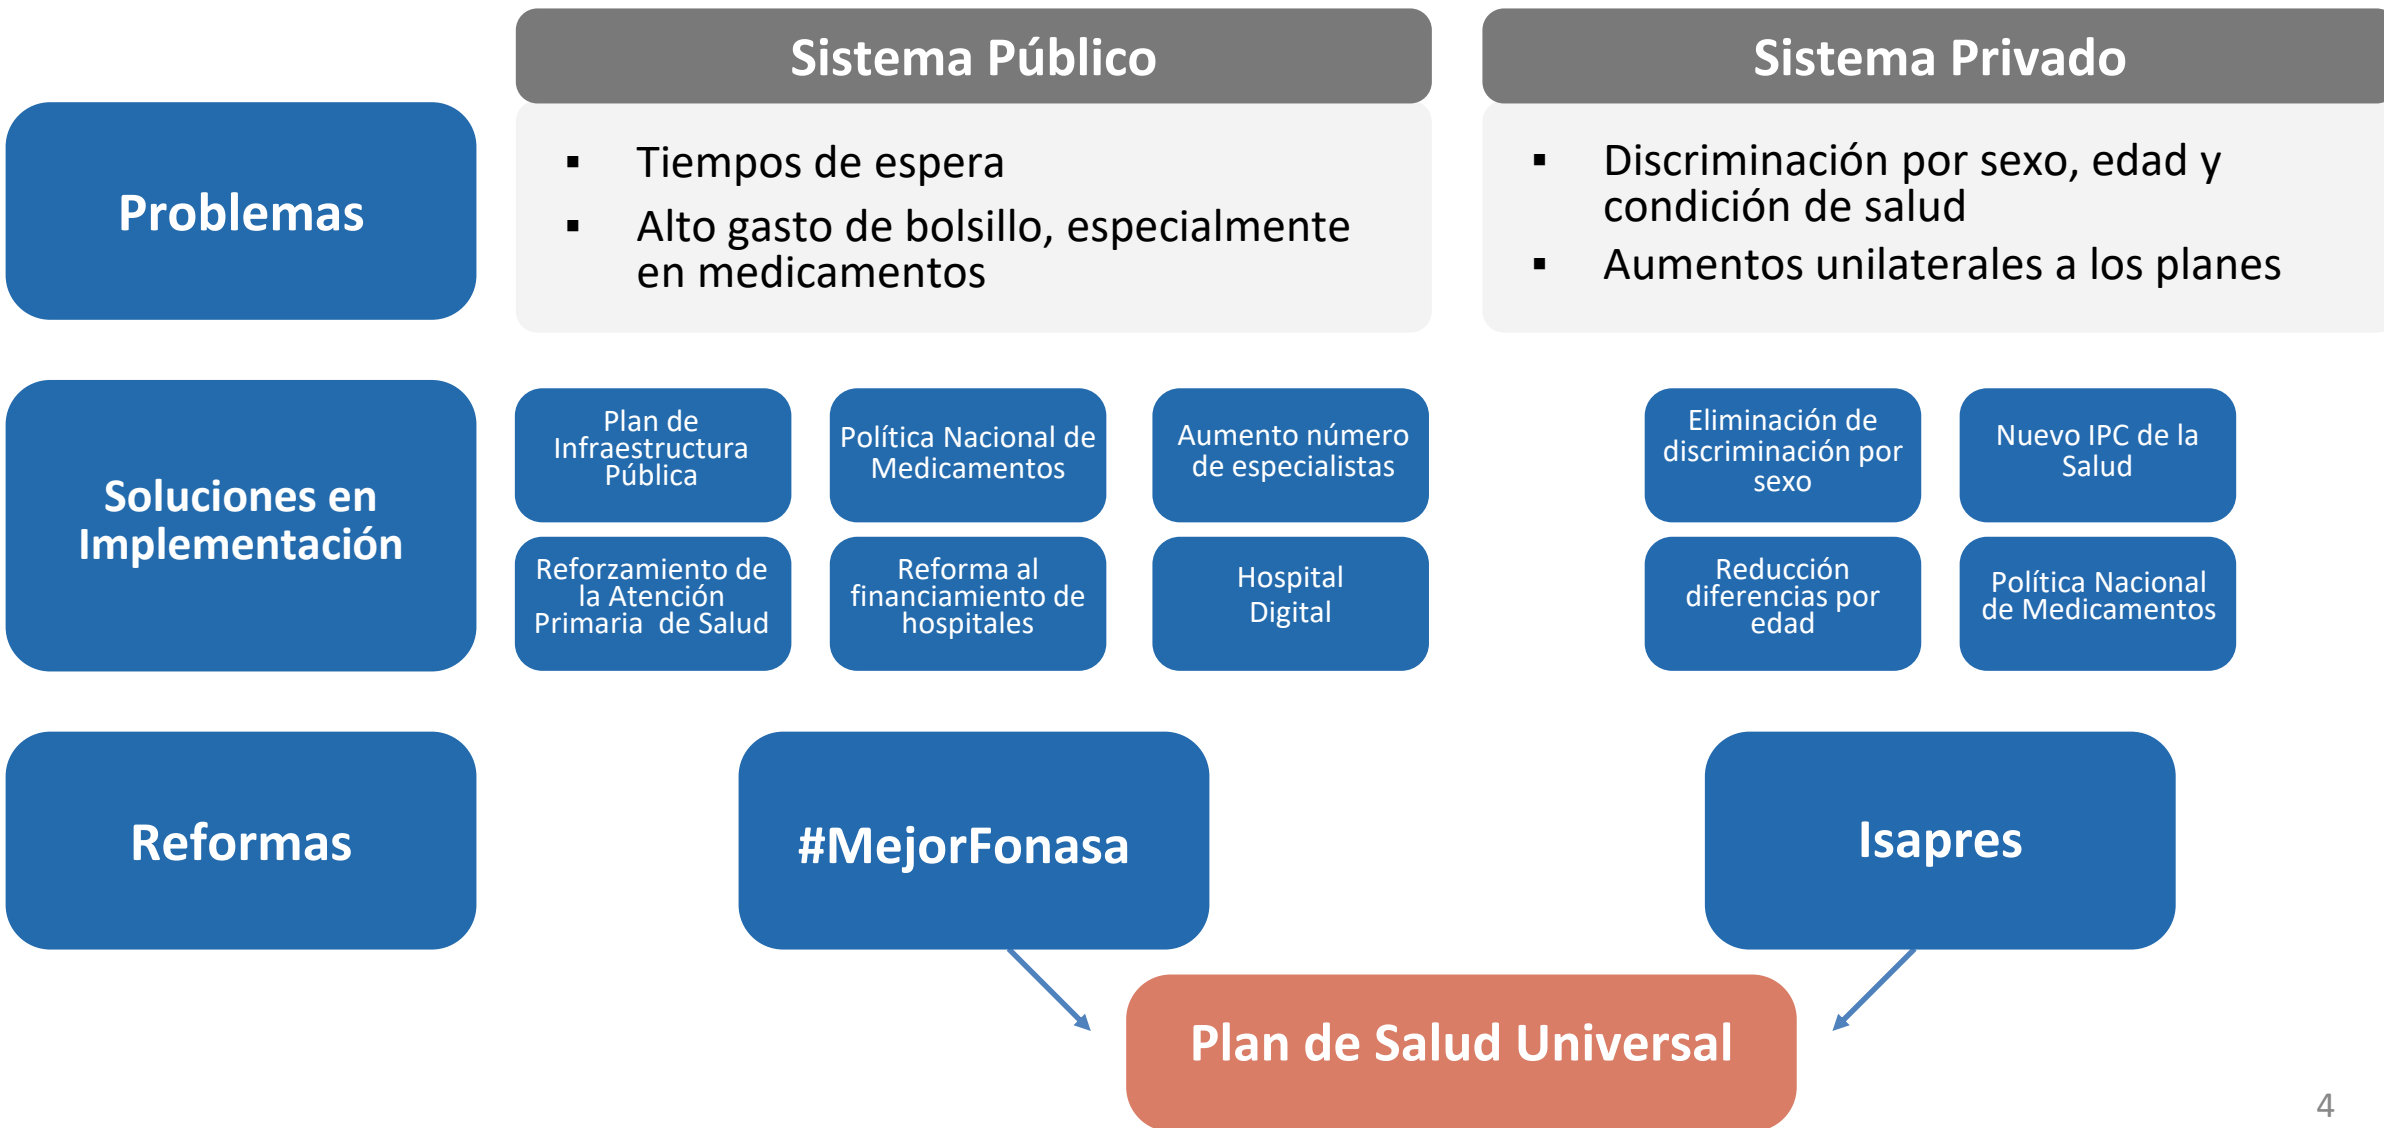 Sistema Público
Sistema Privado
Problemas
▪ Tiempos de espera
▪ Alto gasto de bolsillo, especialmente
en medicamentos
▪ Discriminación por sexo, edad y
condición de salud
▪ Aumentos unilaterales a los planes
Soluciones en
Implementación
Plan de
Infraestructura
Pública
Política Nacional de
Medicamentos
Aumento número
de especialistas
Eliminación de
discriminación por
sexo
Nuevo IPC de la
Salud
Reforzamiento de
la Atención
Primaria de Salud
Reforma al
financiamiento de
hospitales
Hospital
Digital
Reducción
diferencias por
edad
Política Nacional
de Medicamentos
Reformas
#MejorFonasa
Isapres
Plan de Salud Universal
4